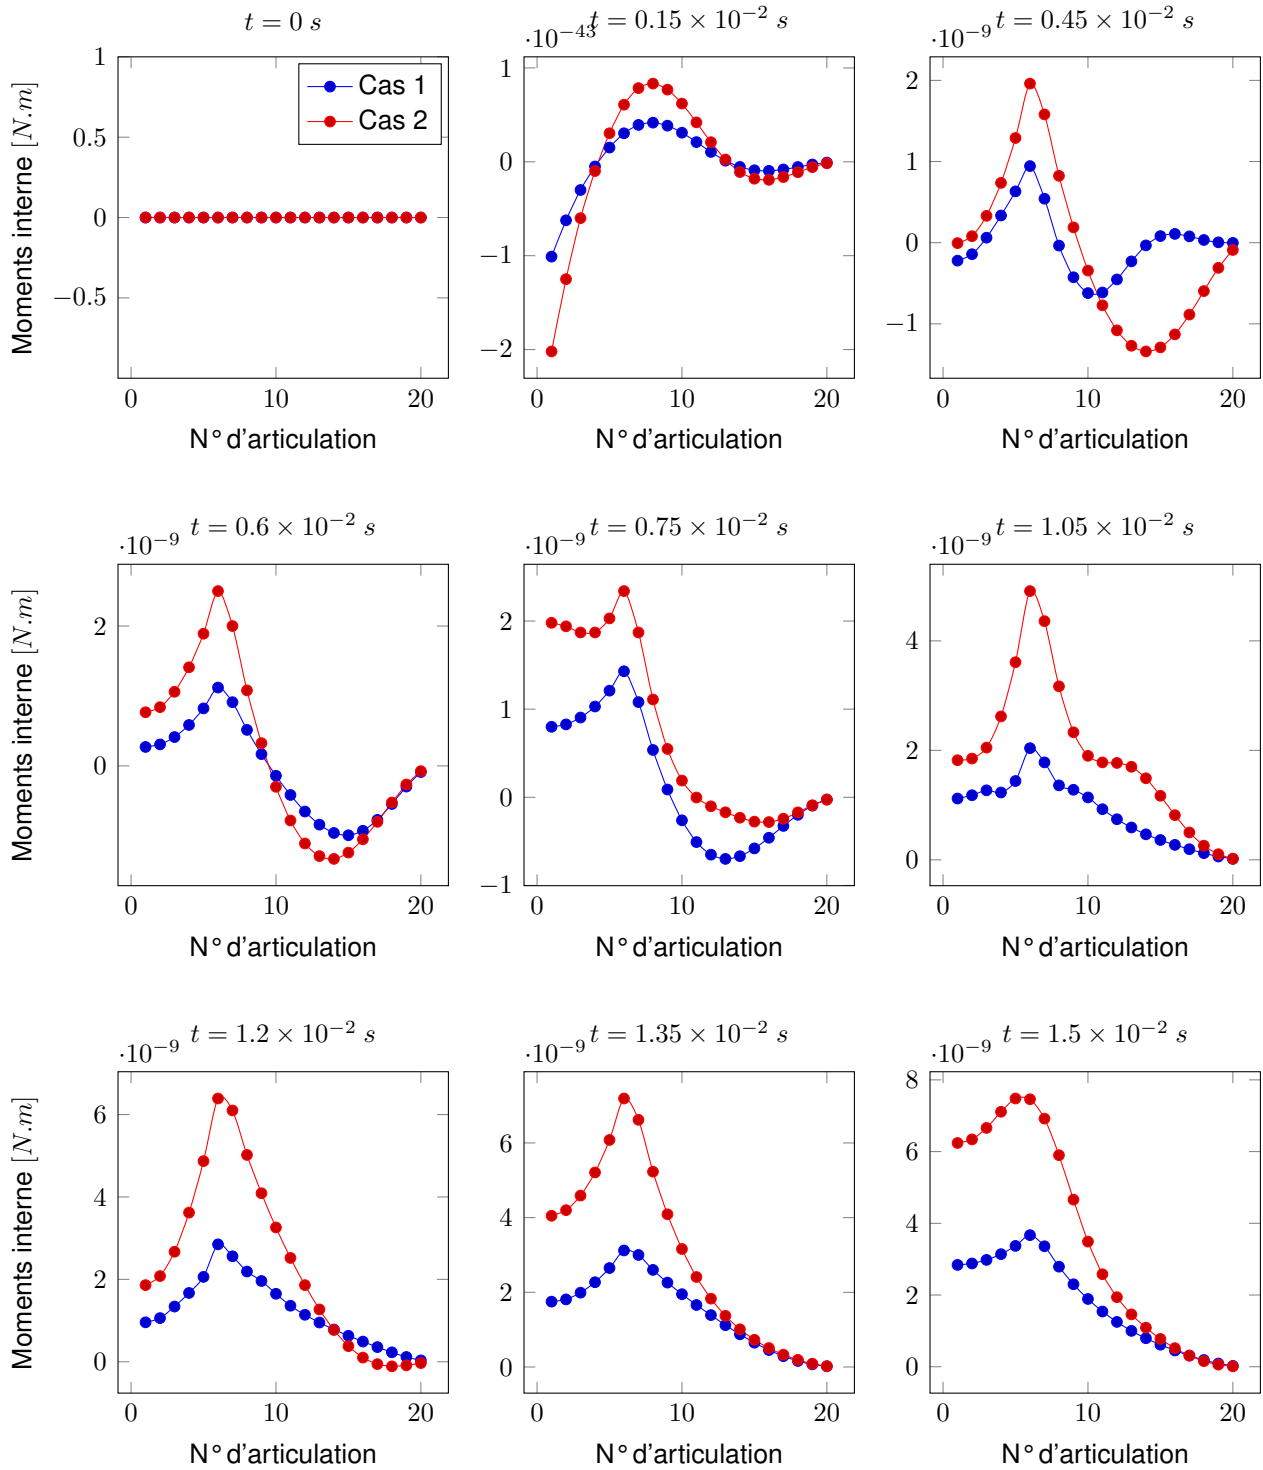 t = 0 s
1
0.5
0
−0.5
Moments interne [N.m]
Cas 1
Cas 2
0 10 20
N° d'articulation
t = 0.15 × 10−2 s
·10−43
1
0
−1
−2
0 10 20
N° d'articulation
t = 0.45 × 10−2 s
·10−9
2
1
0
−1
0 10 20
N° d'articulation
t = 0.6 × 10−2 s
·10−9
2
0
Moments interne [N.m]
0 10 20
N° d'articulation
t = 0.75 × 10−2 s
·10−9
2
1
0
−1
0 10 20
N° d'articulation
t = 1.05 × 10−2 s
·10−9
4
2
0
0 10 20
N° d'articulation
t = 1.2 × 10−2 s
·10−9
6
4
2
0
Moments interne [N.m]
0 10 20
N° d'articulation
t = 1.35 × 10−2 s
·10−9
6
4
2
0
0 10 20
N° d'articulation
t = 1.5 × 10−2 s
·10−9
8
6
4
2
0
0 10 20
N° d'articulation